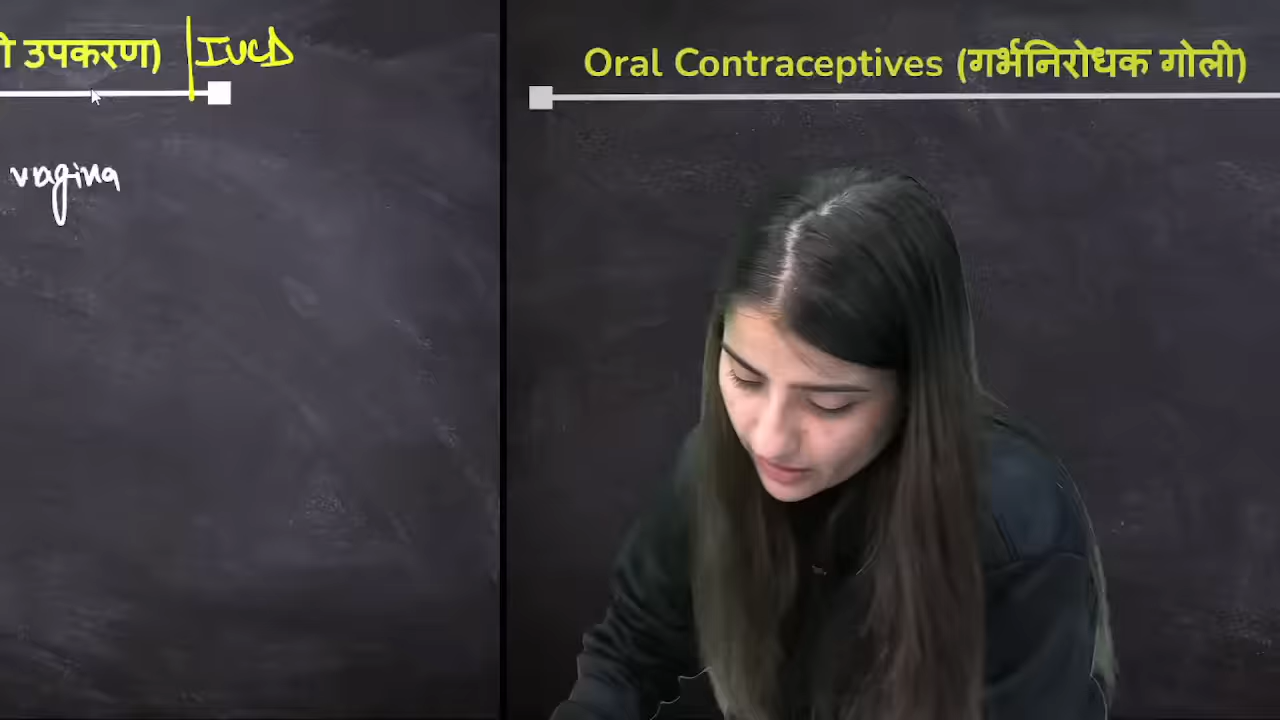 ी उपकरण) | IUCD
vagina
Oral Contraceptives (गर्भनिरोधक गोली)